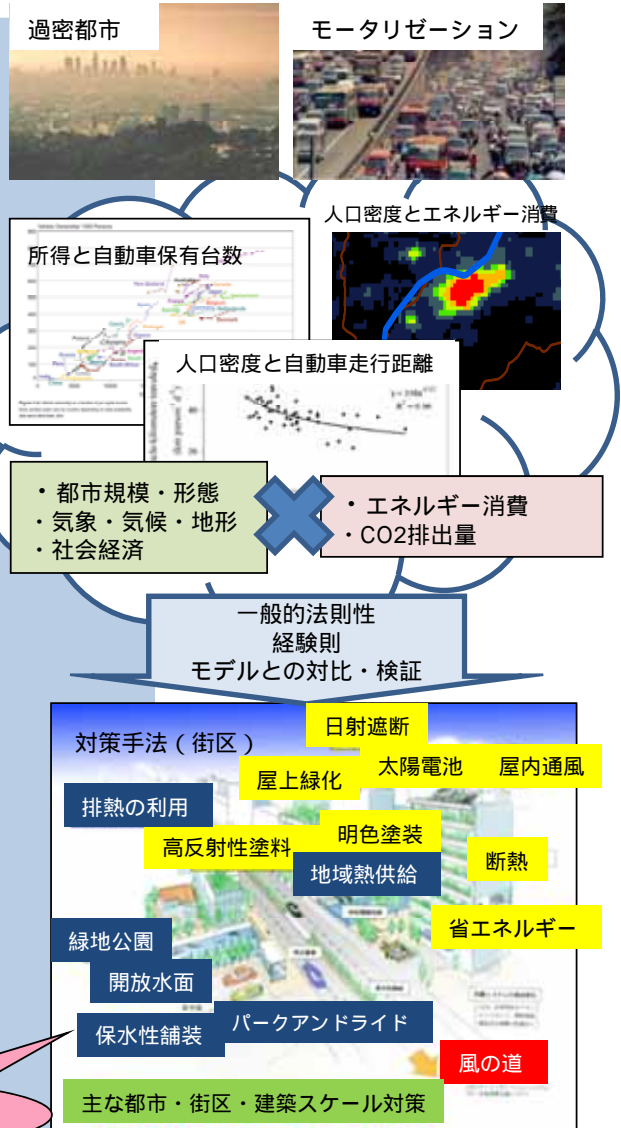 過密都市
モータリゼーション
人口密度とエネルギー消費
所得と自動車保有台数
人口密度と自動車走行距離
・都市規模・形態
・気象・気候・地形
・社会経済
・エネルギー消費
・CO2排出量
一般的法則性
経験則
モデルとの対比・検証
対策手法(街区)
日射遮断
太陽電池
屋内通風
屋上緑化
排熱の利用
明色塗装
高反射性塗料
地域熱供給
断熱
省エネルギー
緑地公園
開放水面
パークアンドライド
保水性舗装
風の道
主な都市・街区・建築スケール対策